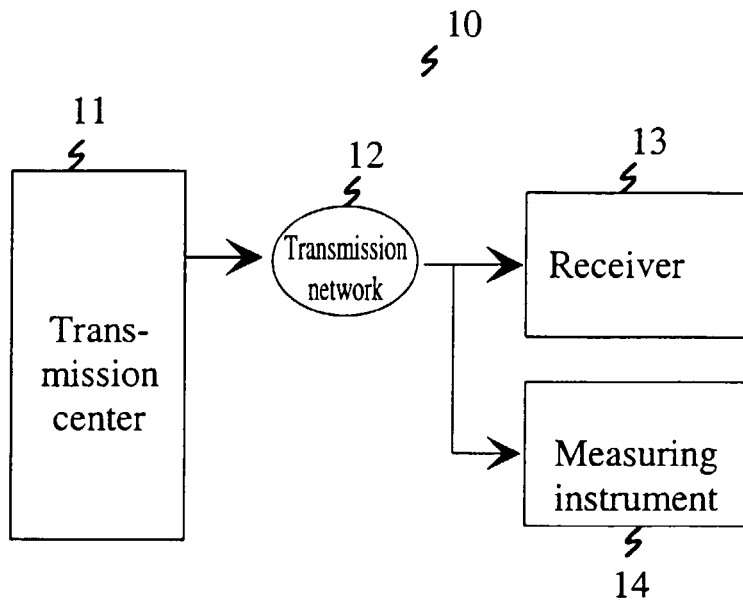 10
11
12
13
Trans-
mission
center
Transmission
network
Receiver
Measuring
instrument
14